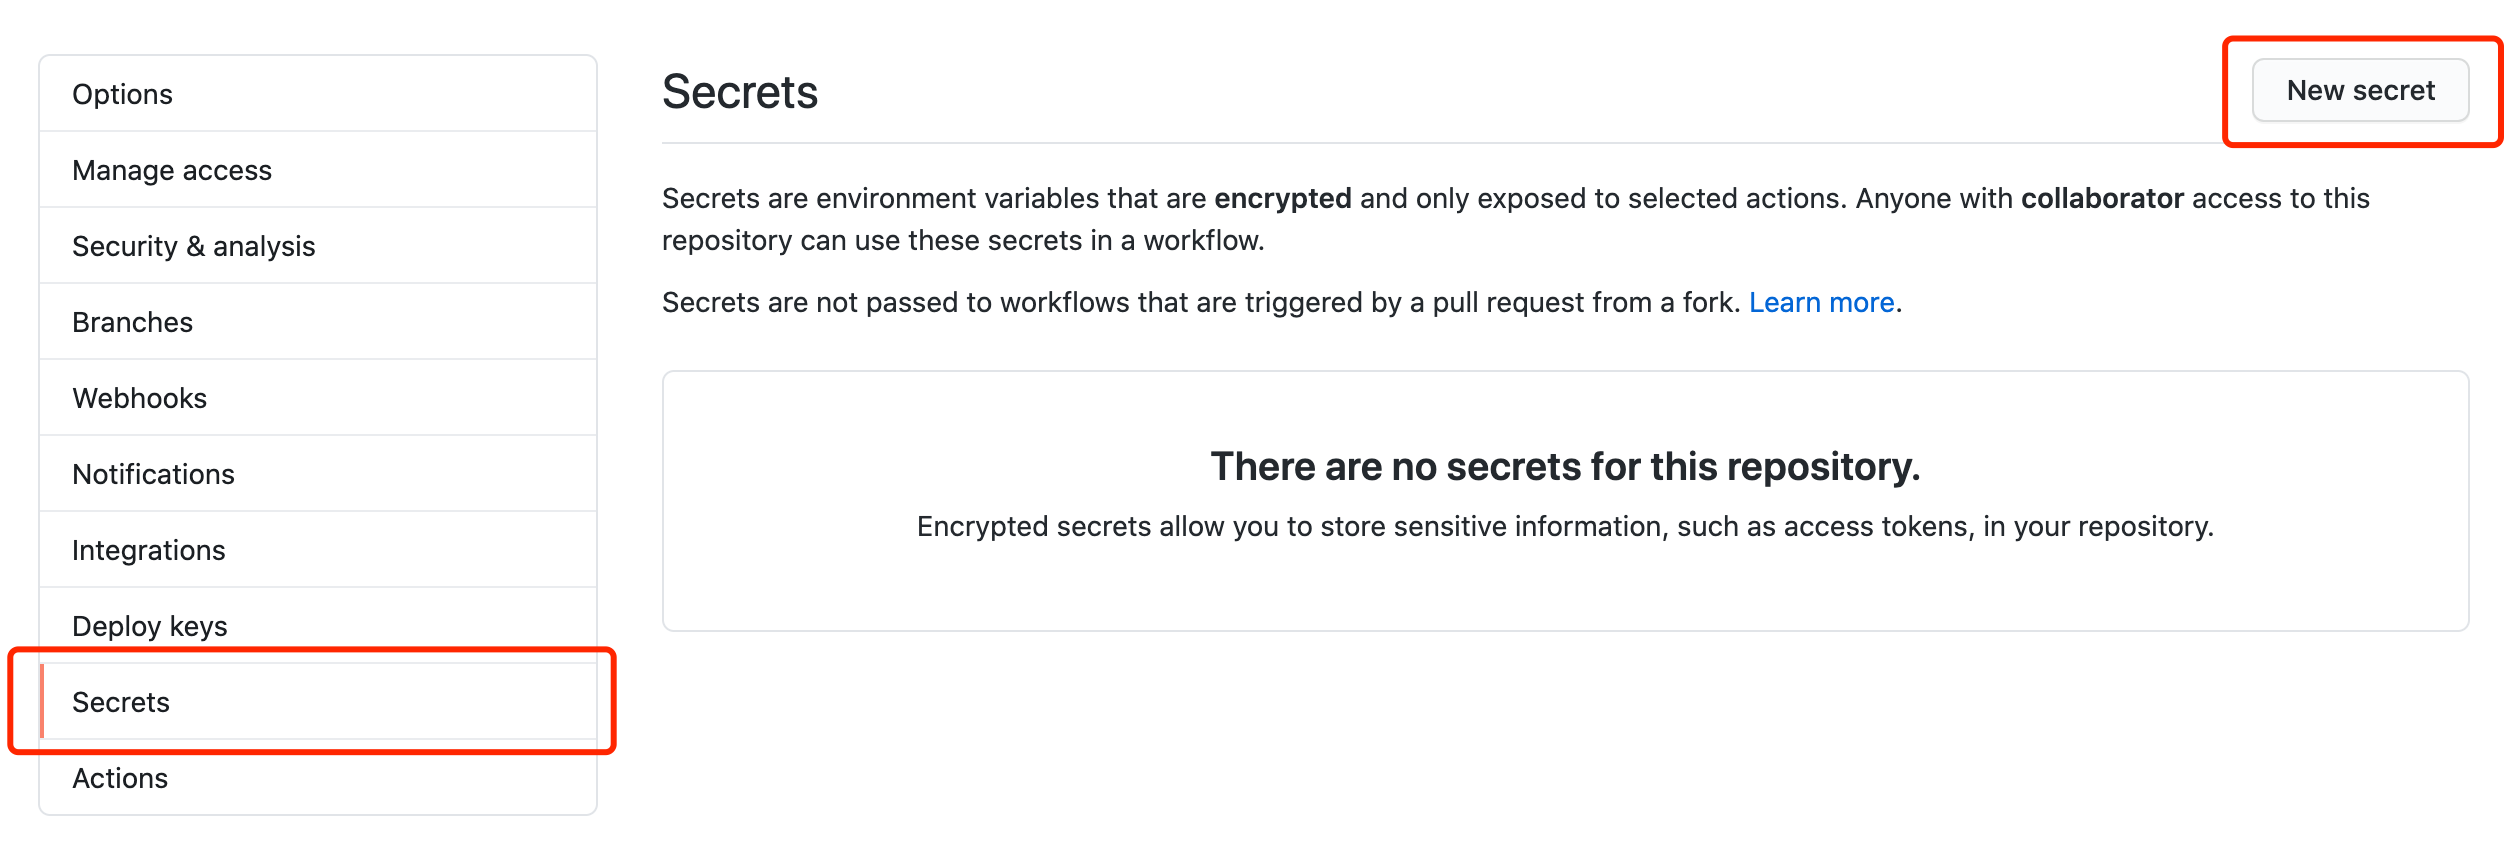 Options
Manage access
Security & analysis
Branches
Webhooks
Notifications
Integrations
Deploy keys
Secrets
Actions
Secrets
New secret
Secrets are environment variables that are encrypted and only exposed to selected actions. Anyone with collaborator access to this
repository can use these secrets in a workflow.
Secrets are not passed to workflows that are triggered by a pull request from a fork. Learn more.
There are no secrets for this repository.
Encrypted secrets allow you to store sensitive information, such as access tokens, in your repository.